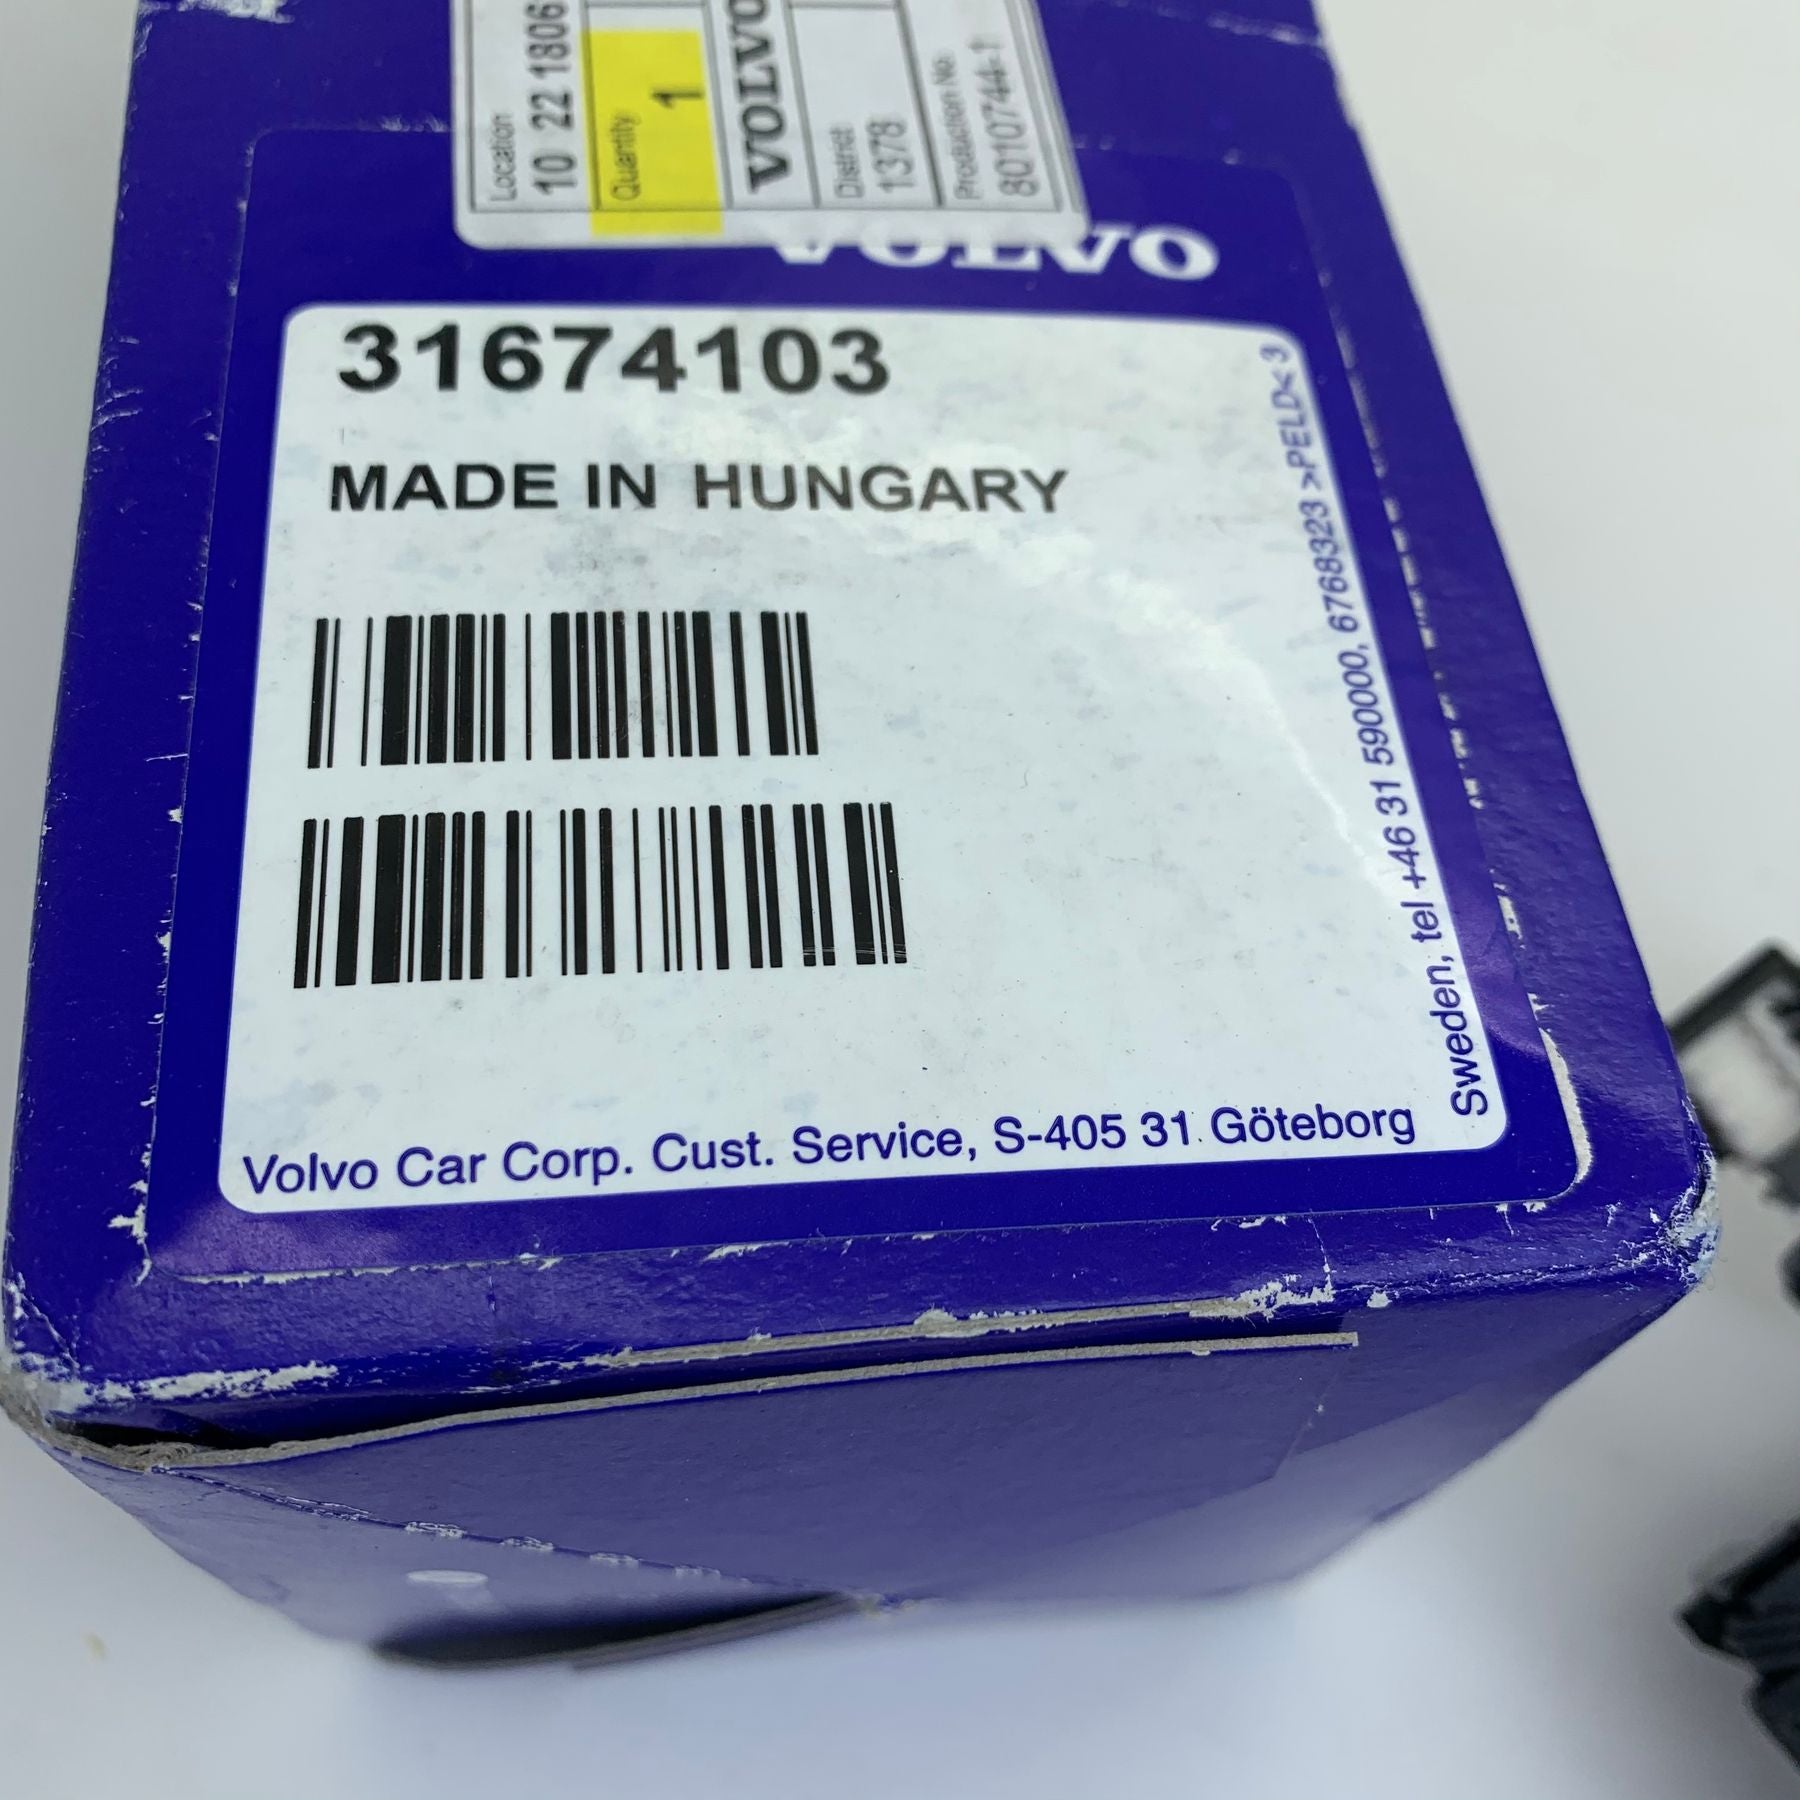 Location
10 22 1806
Quantity
1
VOLVO
District
1378
Production No.
80107744-1
VOLVO
31674103
MADE IN HUNGARY
Volvo Car Corp. Cust. Service, S-405 31 Göteborg
Sweden, tel +46 31 590000, 6768323 >PELD< 3